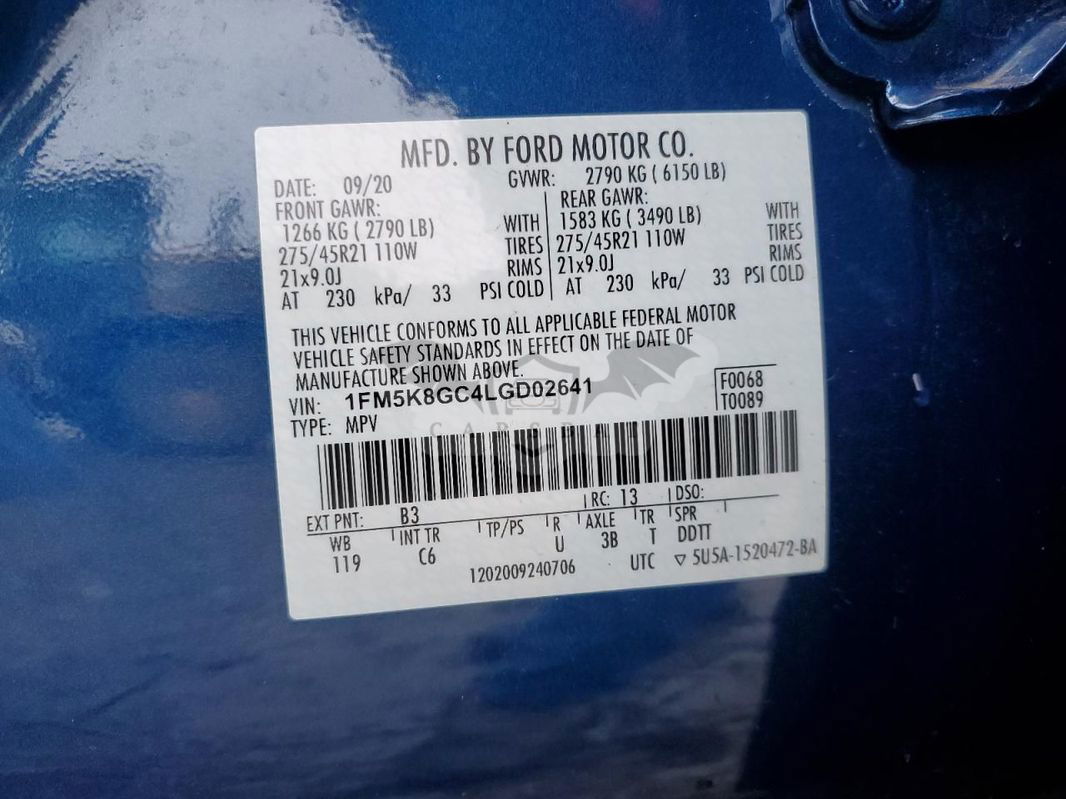 MFD. BY FORD MOTOR CO.
DATE: 09/20 GVWR: 2790 KG ( 6150 LB)
FRONT GAWR: REAR GAWR:
1266 KG ( 2790 LB) WITH 1583 KG ( 3490 LB) WITH
275/45R21 110W TIRES 275/45R21 110W TIRES
21x9.0J RIMS 21x9.0J RIMS
AT 230 kPa/ 33 PSI COLD AT 230 kPa/ 33 PSI COLD
THIS VEHICLE CONFORMS TO ALL APPLICABLE FEDERAL MOTOR
VEHICLE SAFETY STANDARDS IN EFFECT ON THE DATE OF
MANUFACTURE SHOWN ABOVE.
VIN: 1FM5K8GC4LGD02641 F0068
TYPE: MPV T0089
EXT PNT: B3 RC: 13 DSO:
WB INT TR TP/PS R AXLE TR SPR
119 C6 U 3B T DDTT
1202009240706 UTC ▽ 5U5A-1520472-BA